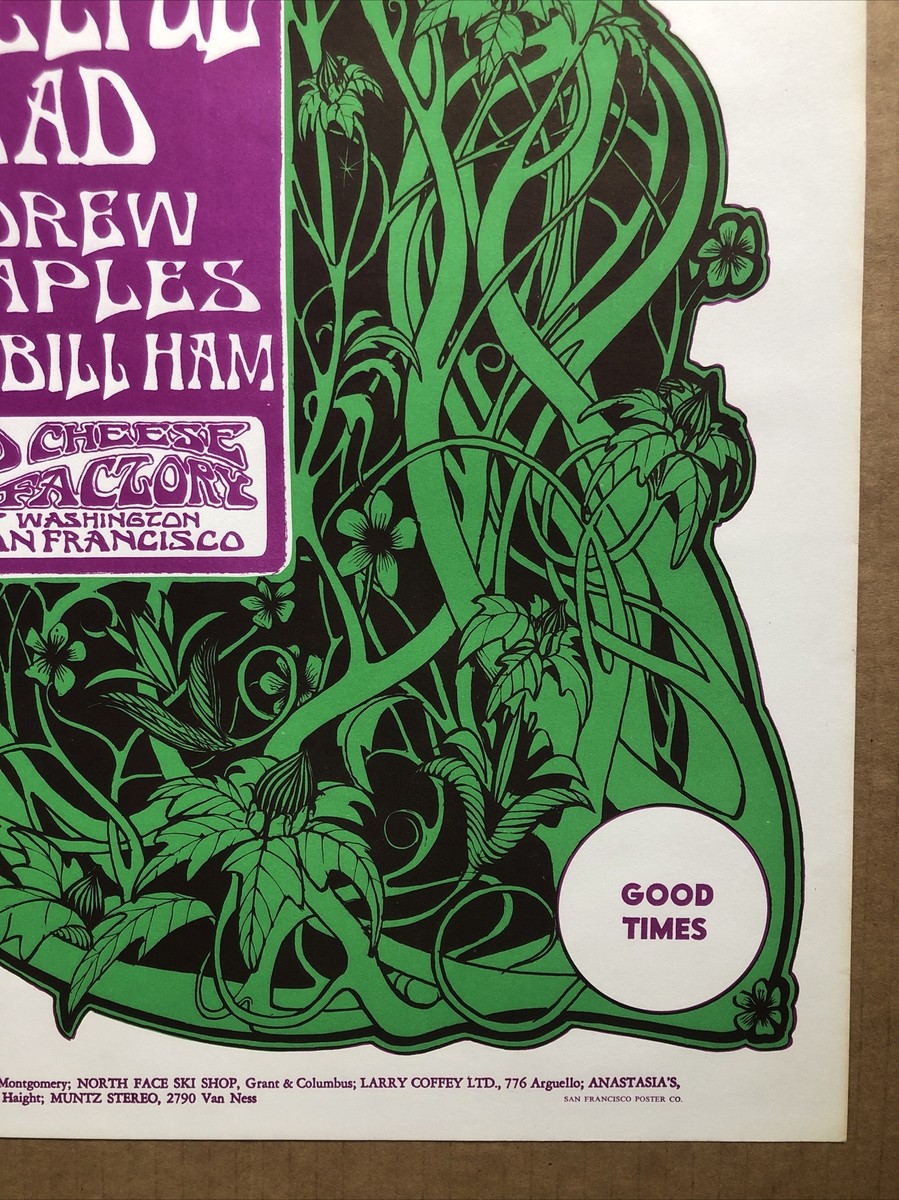 EFUL
AD
DREW
APLES
BILL HAM
D CHEESE
FACTORY
WASHINGTON
AN FRANCISCO
GOOD
TIMES
Montgomery; NORTH FACE SKI SHOP, Grant & Columbus; LARRY COFFEY LTD., 776 Arguello; ANASTASIA'S,
Haight; MUNTZ STEREO, 2790 Van Ness
SAN FRANCISCO POSTER CO.